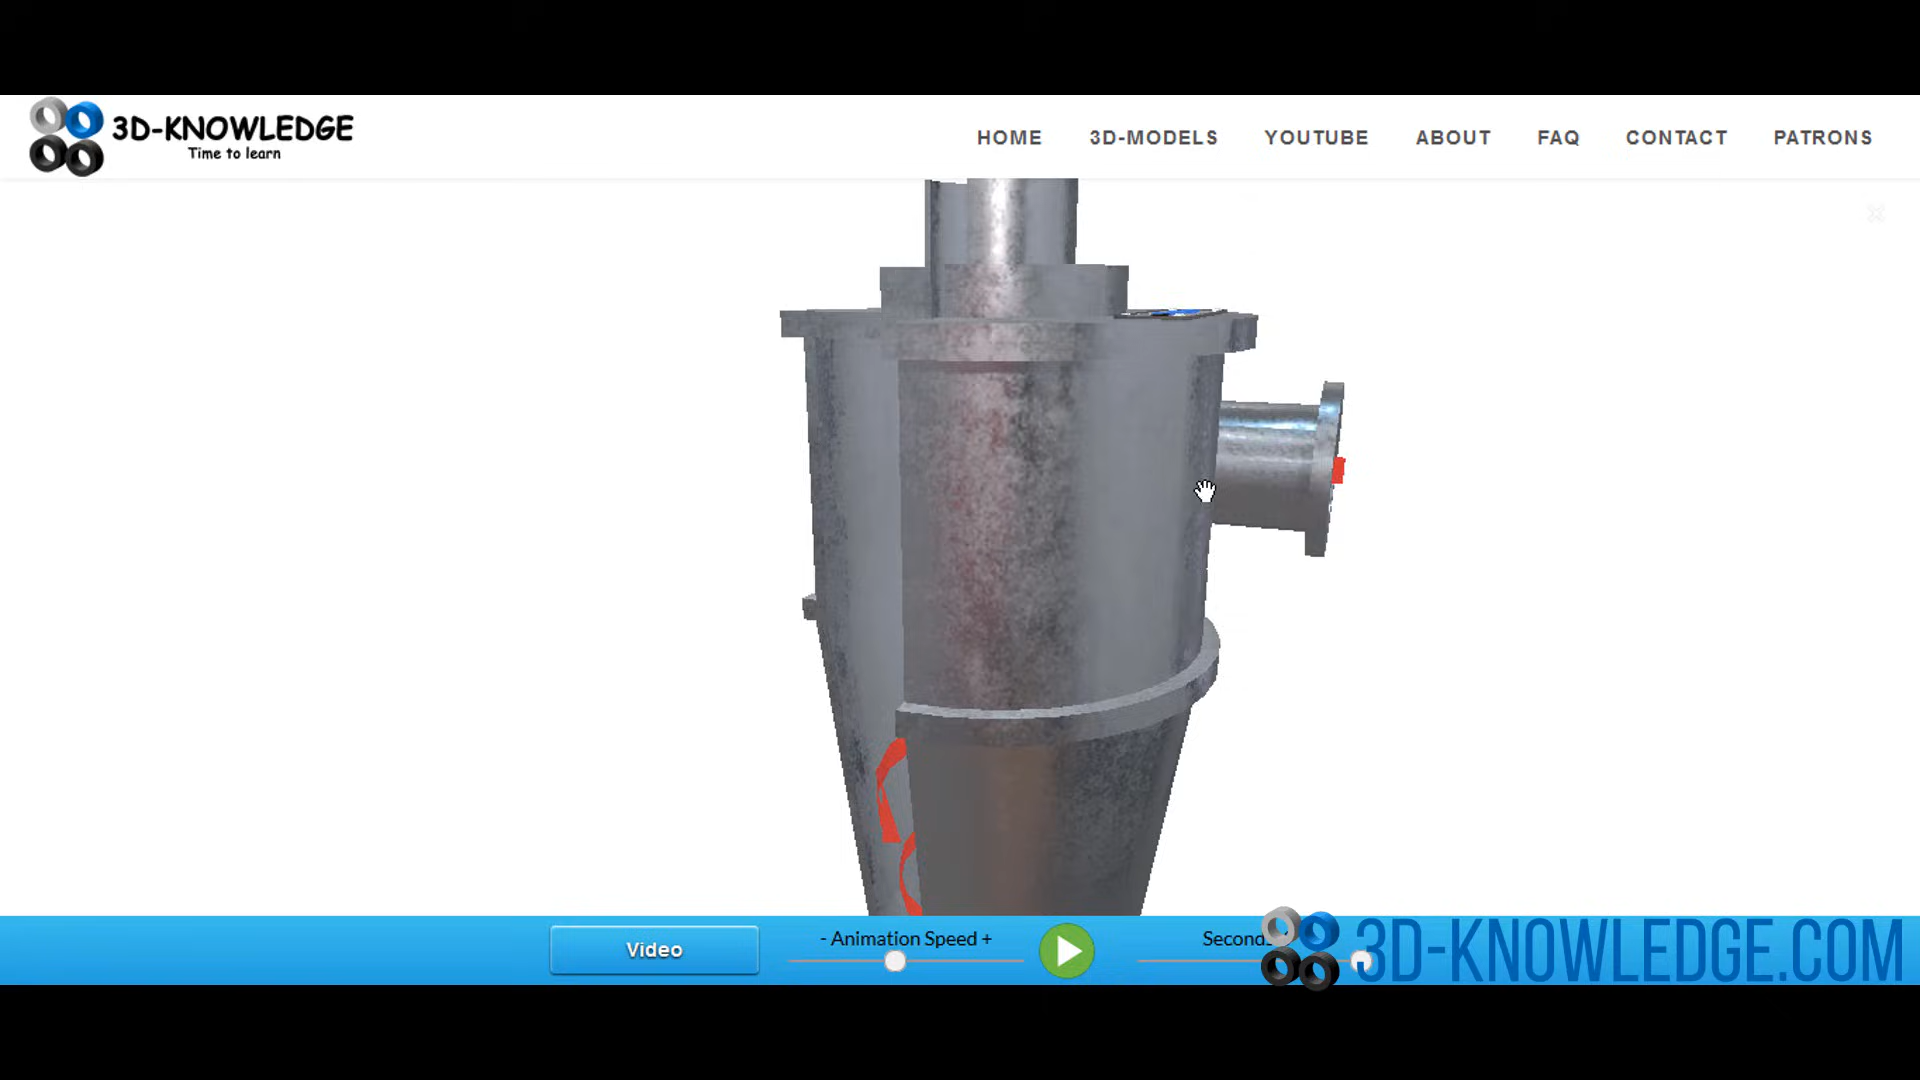 3D-KNOWLEDGE
Time to learn
HOME 3D-MODELS YOUTUBE ABOUT FAQ CONTACT PATRONS
Video
- Animation Speed +
3D-KNOWLEDGE.COM